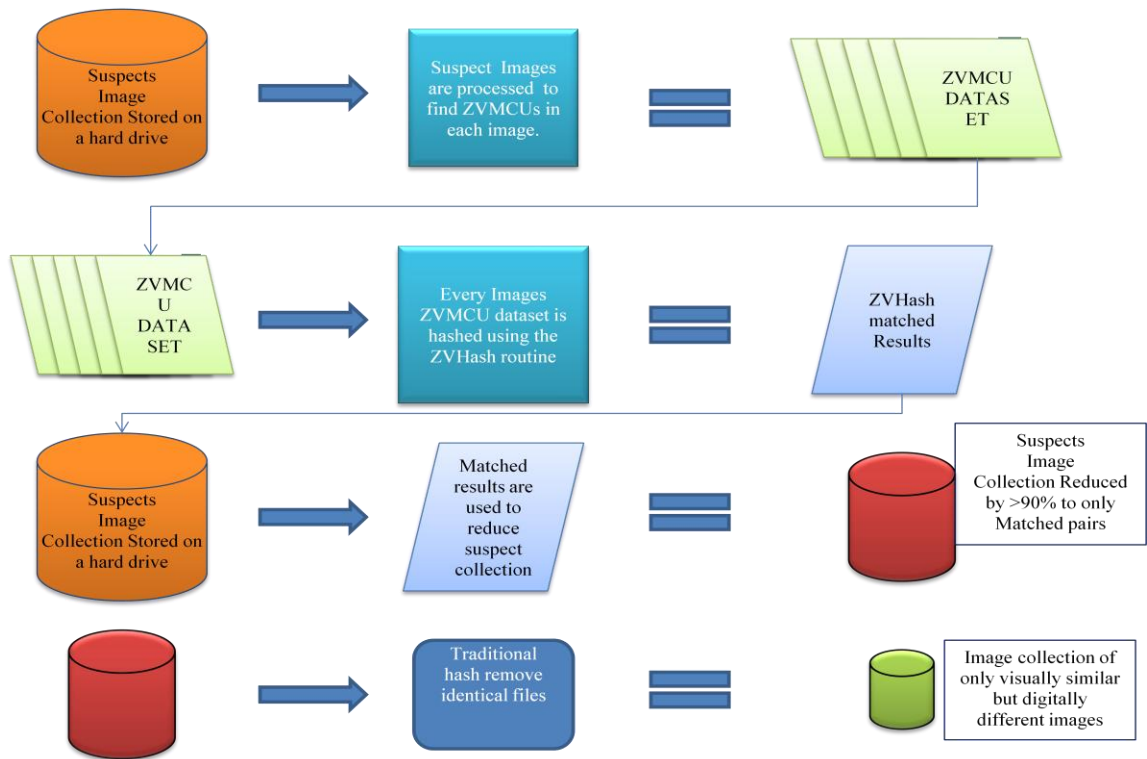 Suspects
Image
Collection Stored on
a hard drive
Suspect Images
are processed to
find ZVMCUs in
each image.
ZVMCU
DATAS
ET
ZVMC
U
DATA
SET
Every Images
ZVMCU dataset is
hashed using the
ZVHash routine
ZVHash
matched
Results
Suspects
Image
Collection Stored on
a hard drive
Matched
results are
used to
reduce
suspect
collection
Suspects
Image
Collection Reduced
by >90% to only
Matched pairs
Traditional
hash remove
identical files
Image collection of
only visually similar
but digitally
different images